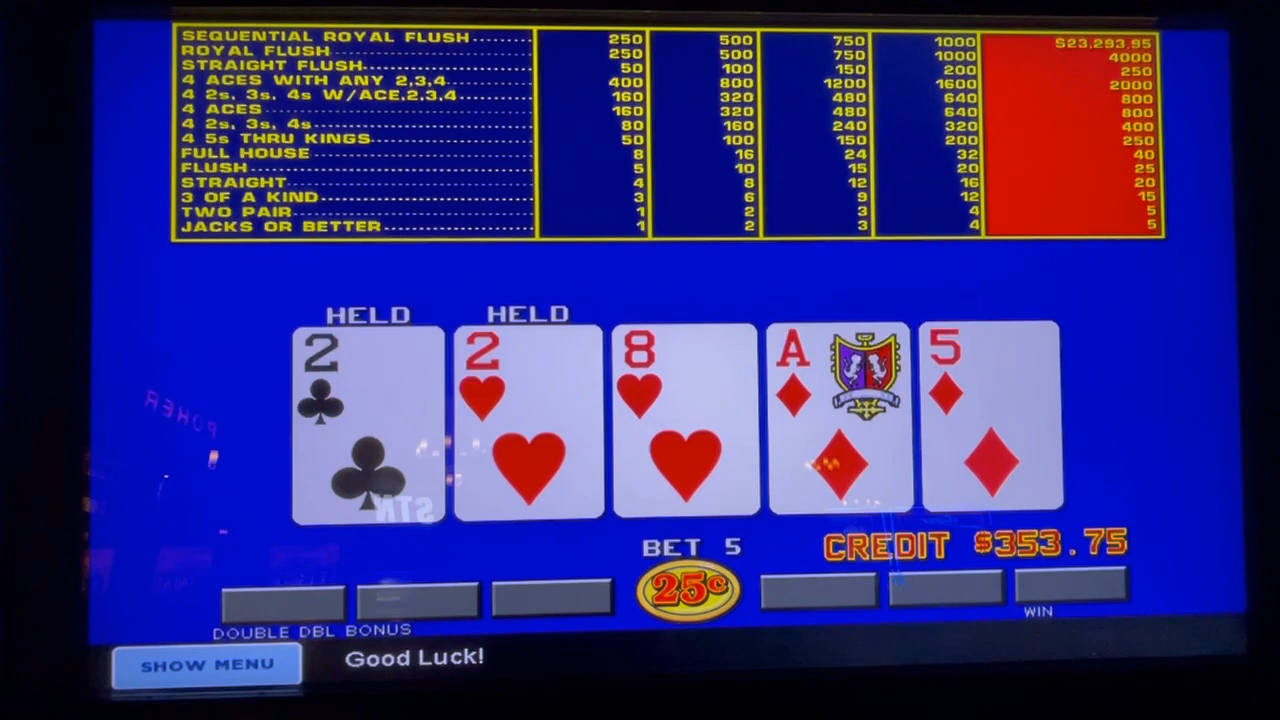 SEQUENTIAL ROYAL FLUSH 250 500 750 1000 $23,293.95
ROYAL FLUSH 250 500 750 1000 4000
STRAIGHT FLUSH 50 100 150 200 250
4 ACES WITH ANY 2,3,4 400 800 1200 1600 2000
4 2s, 3s, 4s W/ACE,2,3,4 160 320 480 640 800
4 ACES 160 320 480 640 800
4 2s, 3s, 4s 80 160 240 320 400
4 5s THRU KINGS 50 100 150 200 250
FULL HOUSE 8 16 24 32 40
FLUSH 5 10 15 20 25
STRAIGHT 4 8 12 16 20
3 OF A KIND 3 6 9 12 15
TWO PAIR 1 2 3 4 5
JACKS OR BETTER 1 2 3 4 5
HELD HELD
2 2 8 A 5
POKER
STN
BET 5 CREDIT $353.75
25¢
WIN
DOUBLE DBL BONUS
SHOW MENU Good Luck!